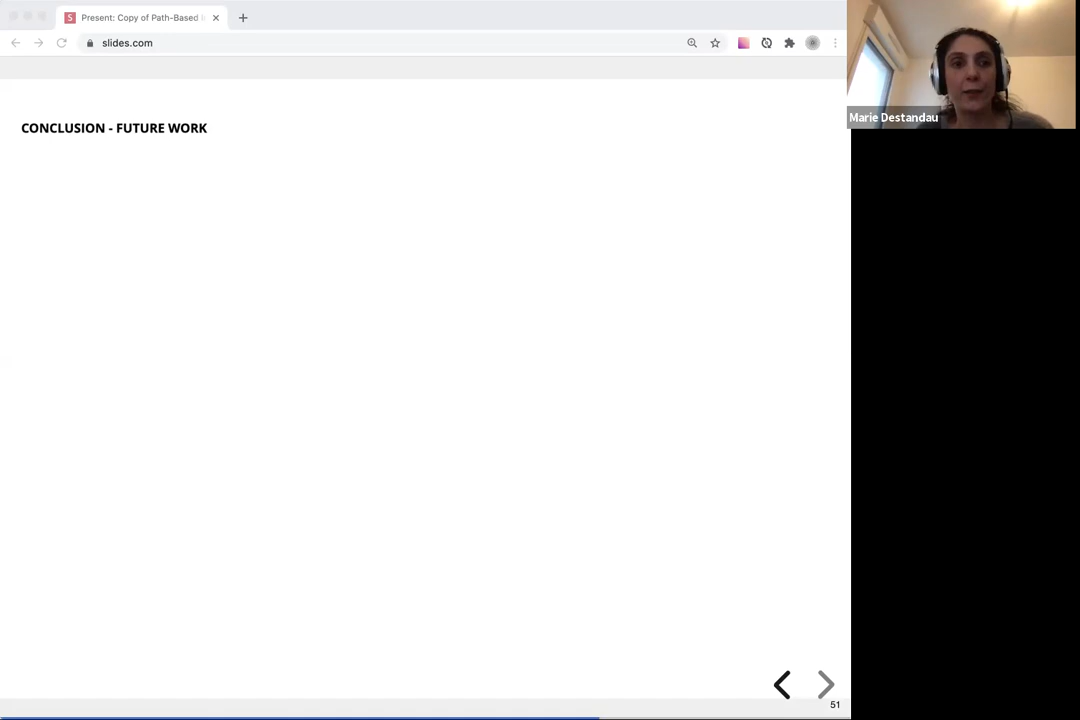 Present: Copy of Path-Based I
slides.com
Marie Destandau
CONCLUSION - FUTURE WORK
51